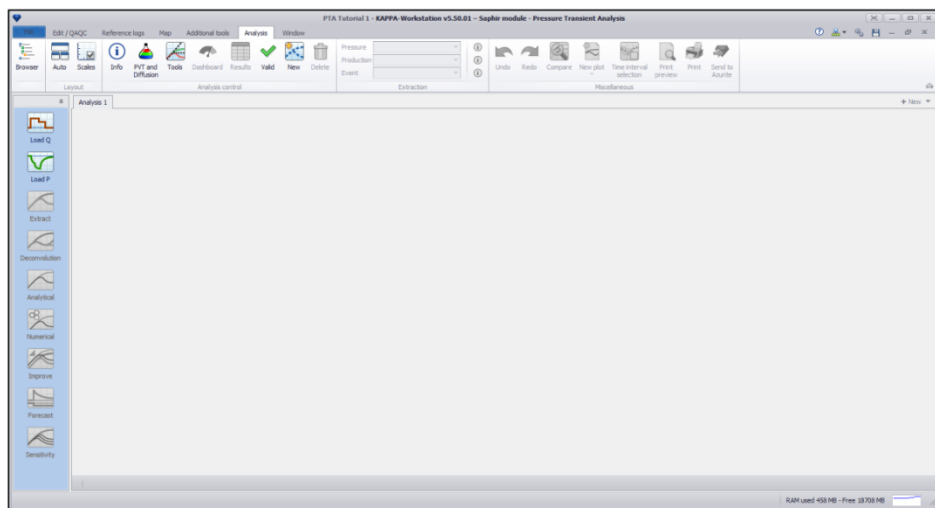 PTA Tutorial 1 - KAPPA-Workstation v5.50.01 – Saphir module - Pressure Transient Analysis
Edit / QAQC Reference logs Map Additional tools Analysis Window
Browser Auto Scales Info PVT and Diffusion Tools Dashboard Results Valid New Delete
Pressure
Production
Event
Undo Redo Compare New plot Time interval selection Print preview Print Send to Azurite
Layout Analysis control Extraction Miscellaneous
Analysis 1 + New
Load Q
Load P
Extract
Deconvolution
Analytical
Numerical
Improve
Forecast
Sensitivity
RAM used 458 MB - Free 18708 MB